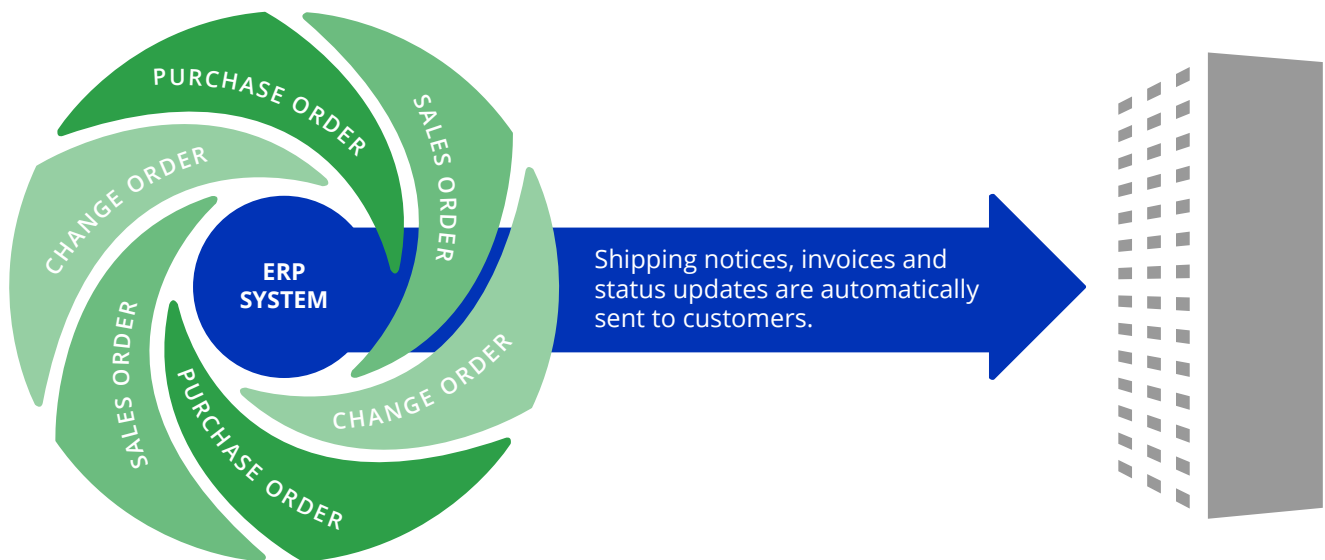 PURCHASE ORDER
SALES ORDER
CHANGE ORDER
ERP
SYSTEM
Shipping notices, invoices and
status updates are automatically
sent to customers.
CHANGE ORDER
SALES ORDER
PURCHASE ORDER